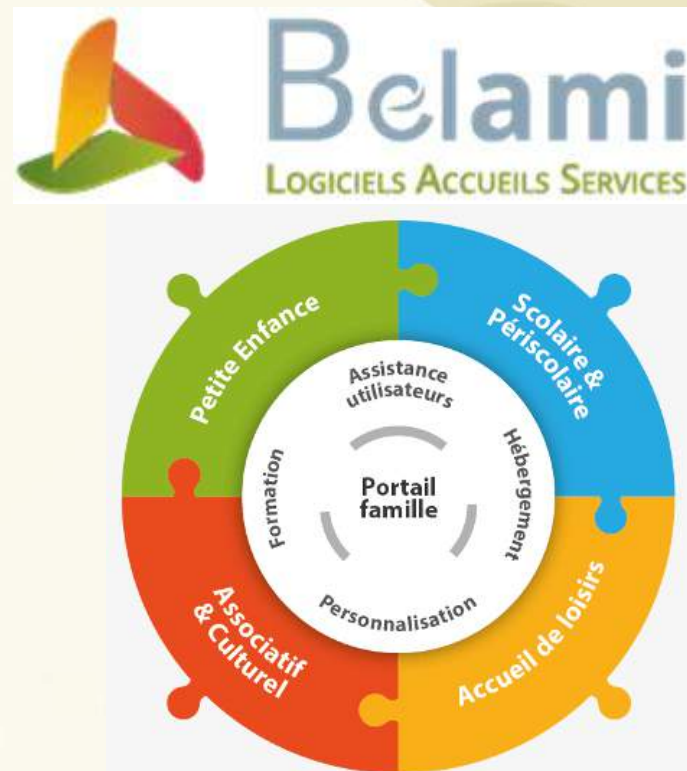 Belami
LOGICIELS ACCUEILS SERVICES
Petite Enfance
Scolaire &
Périscolaire
Assistance
utilisateurs
Hébergement
Formation
Portail
famille
Personnalisation
Associatif
& Culturel
Accueil de loisirs